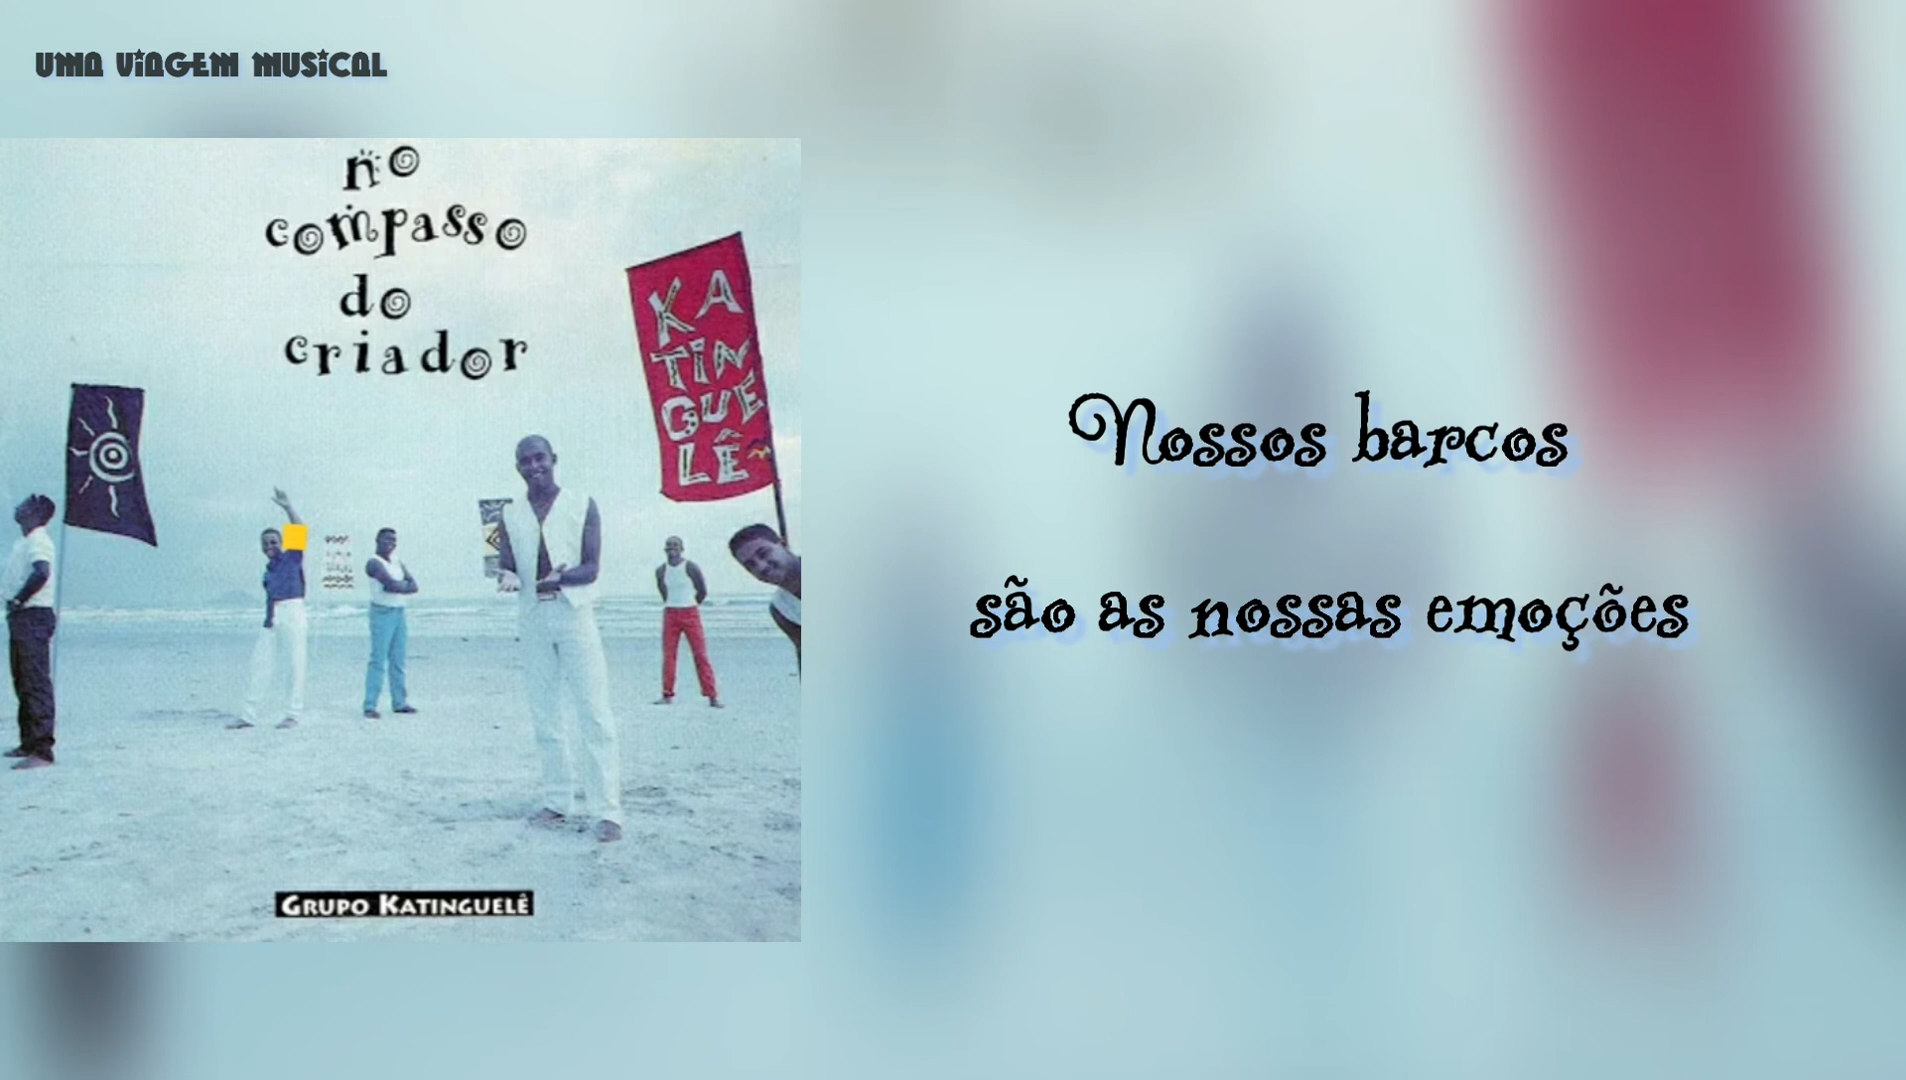 UMA VIAGEM MUSICAL
no
compasso
do
criador
KA
TIN
GUE
LÊ
GRUPO KATINGUELÊ
Nossos barcos
são as nossas emoções